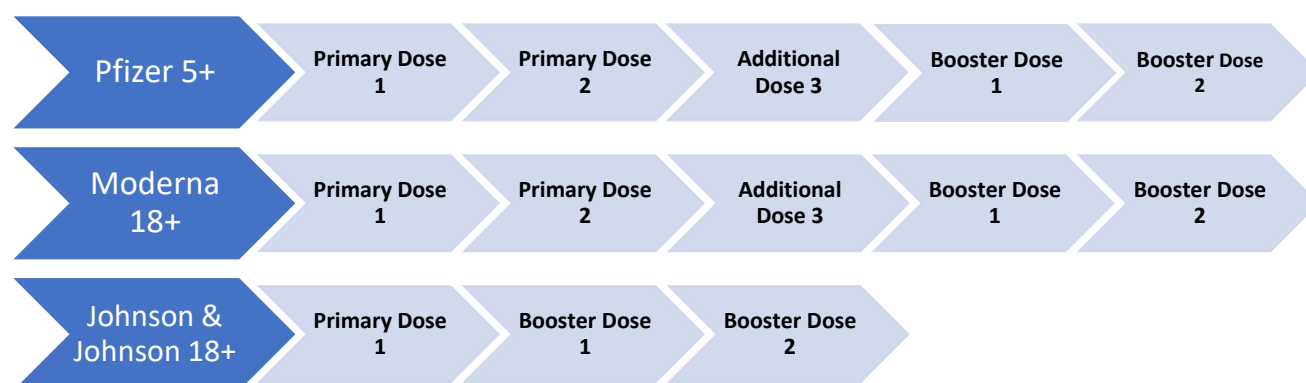 Pfizer 5+
Primary Dose
1
Primary Dose
2
Additional
Dose 3
Booster Dose
1
Booster Dose
2
Moderna
18+
Primary Dose
1
Primary Dose
2
Additional
Dose 3
Booster Dose
1
Booster Dose
2
Johnson &
Johnson 18+
Primary Dose
1
Booster Dose
1
Booster Dose
2